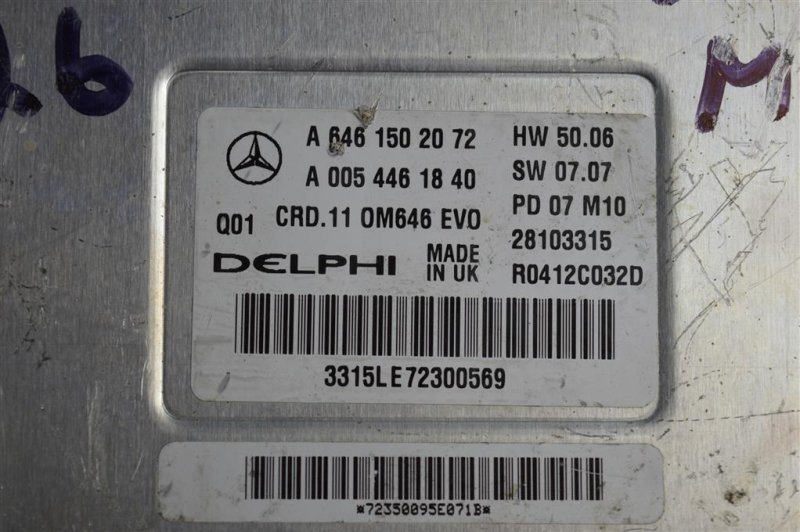 26
M
A 646 150 20 72
HW 50.06
A 005 446 18 40
SW 07.07
Q01
CRD.11 OM646 EVO
PD 07 M10
28103315
DELPHI
MADE IN UK
R0412C032D
3315LE72300569
*72350095E071B*